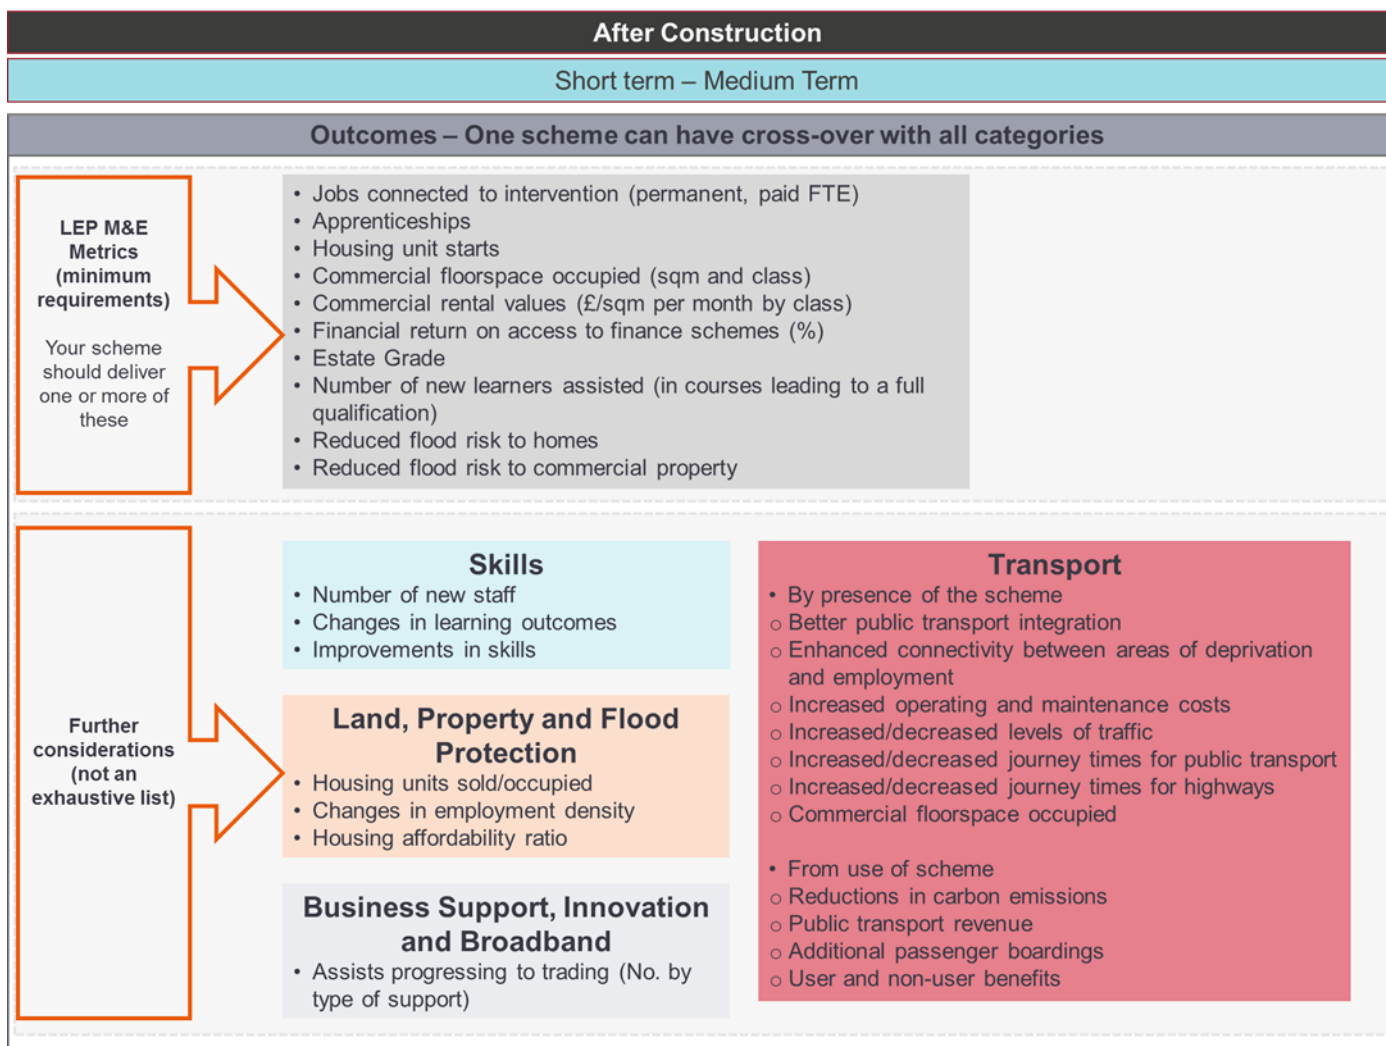 After Construction
Short term – Medium Term
Outcomes – One scheme can have cross-over with all categories
LEP M&E
Metrics
(minimum
requirements)
Your scheme
should deliver
one or more of
these
• Jobs connected to intervention (permanent, paid FTE)
• Apprenticeships
• Housing unit starts
• Commercial floorspace occupied (sqm and class)
• Commercial rental values (£/sqm per month by class)
• Financial return on access to finance schemes (%)
• Estate Grade
• Number of new learners assisted (in courses leading to a full
qualification)
• Reduced flood risk to homes
• Reduced flood risk to commercial property
Further
considerations
(not an
exhaustive list)
Skills
• Number of new staff
• Changes in learning outcomes
• Improvements in skills
Land, Property and Flood
Protection
• Housing units sold/occupied
• Changes in employment density
• Housing affordability ratio
Business Support, Innovation
and Broadband
• Assists progressing to trading (No. by
type of support)
Transport
• By presence of the scheme
o Better public transport integration
o Enhanced connectivity between areas of deprivation
and employment
o Increased operating and maintenance costs
o Increased/decreased levels of traffic
o Increased/decreased journey times for public transport
o Increased/decreased journey times for highways
o Commercial floorspace occupied
• From use of scheme
o Reductions in carbon emissions
o Public transport revenue
o Additional passenger boardings
o User and non-user benefits